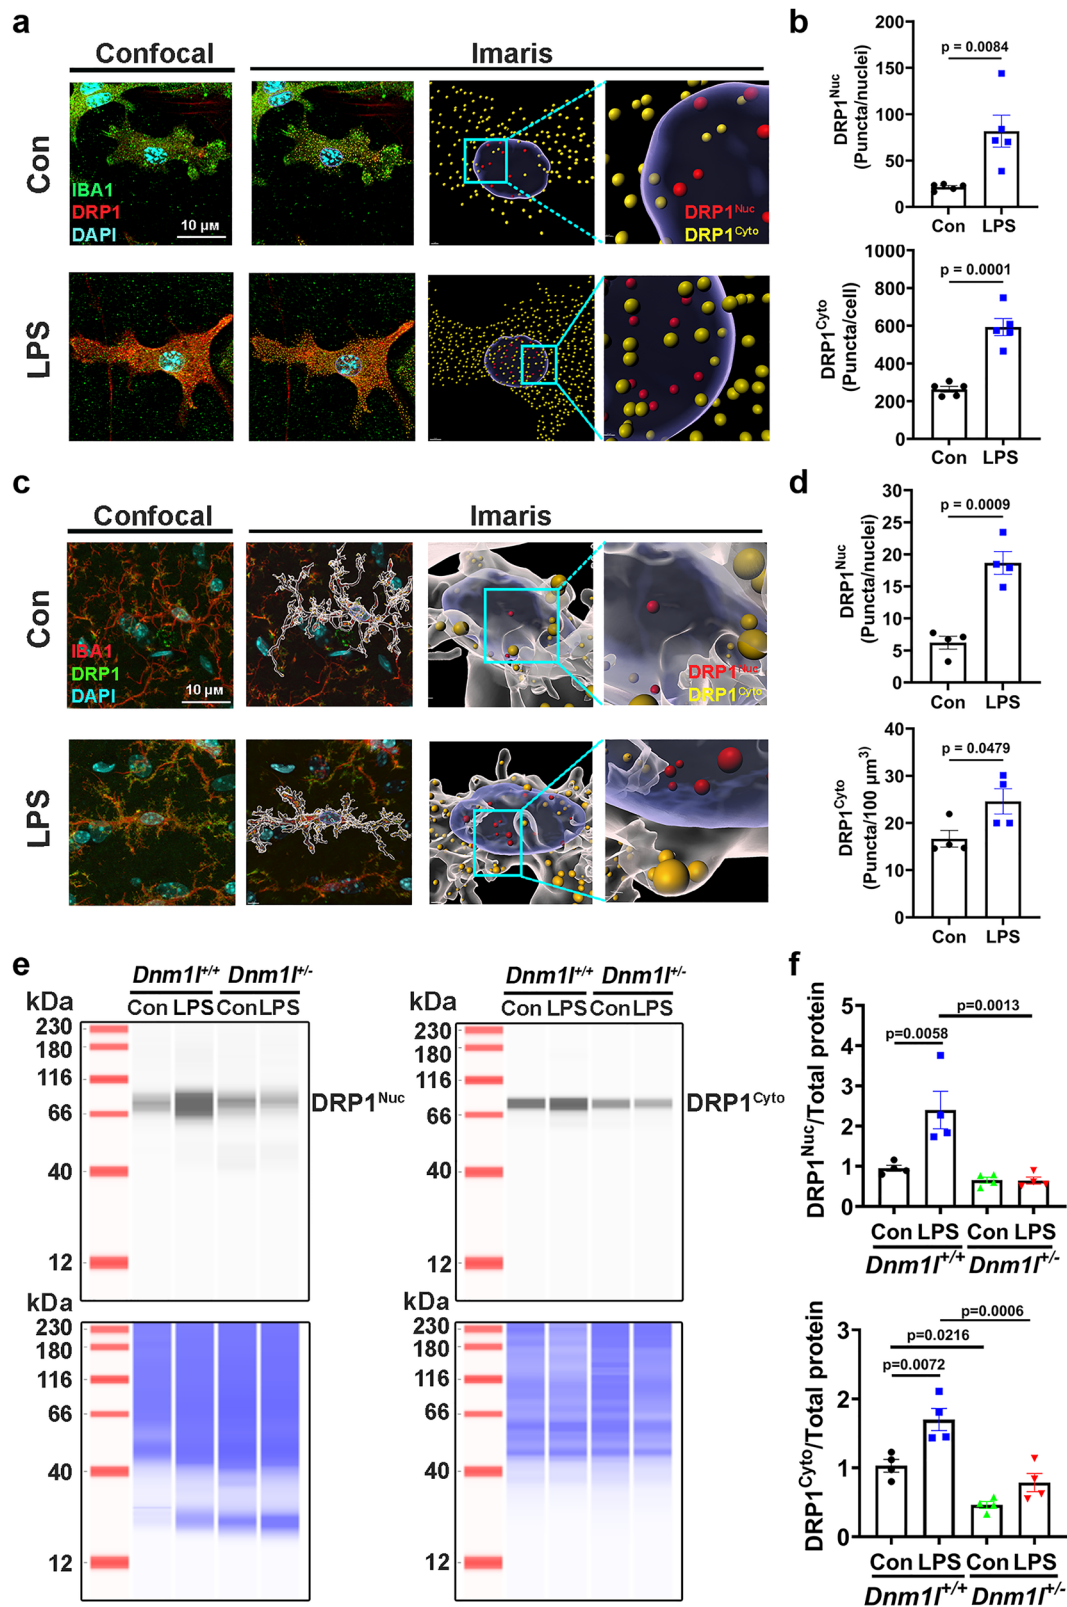 a
Confocal
Imaris
Con
IBA1
DRP1
DAPI
10 μм
DRP1Nuc
DRP1Cyto
LPS
b
DRP1Nuc
(Puncta/nuclei)
200
150
100
50
0
p = 0.0084
Con LPS
DRP1Cyto
(Puncta/cell)
1000
800
600
400
200
0
p = 0.0001
Con LPS
c
Confocal
Imaris
Con
IBA1
DRP1
DAPI
10 μм
DRP1Nuc
DRP1Cyto
LPS
d
DRP1Nuc
(Puncta/nuclei)
30
25
20
15
10
5
0
p = 0.0009
Con LPS
DRP1Cyto
(Puncta/100 μm3)
40
30
20
10
0
p = 0.0479
Con LPS
e
Dnm1l+/+ Dnm1l+/-
kDa
Con LPS Con LPS
230
180
116
66
40
12
DRP1Nuc
kDa
230
180
116
66
40
12
Dnm1l+/+ Dnm1l+/-
kDa
Con LPS Con LPS
230
180
116
66
40
12
DRP1Cyto
kDa
230
180
116
66
40
12
f
DRP1Nuc/Total protein
5
4
3
2
1
0
p=0.0013
p=0.0058
Con LPS Con LPS
Dnm1l+/+ Dnm1l+/-
DRP1Cyto/Total protein
3
2
1
0
p=0.0006
p=0.0216
p=0.0072
Con LPS Con LPS
Dnm1l+/+ Dnm1l+/-